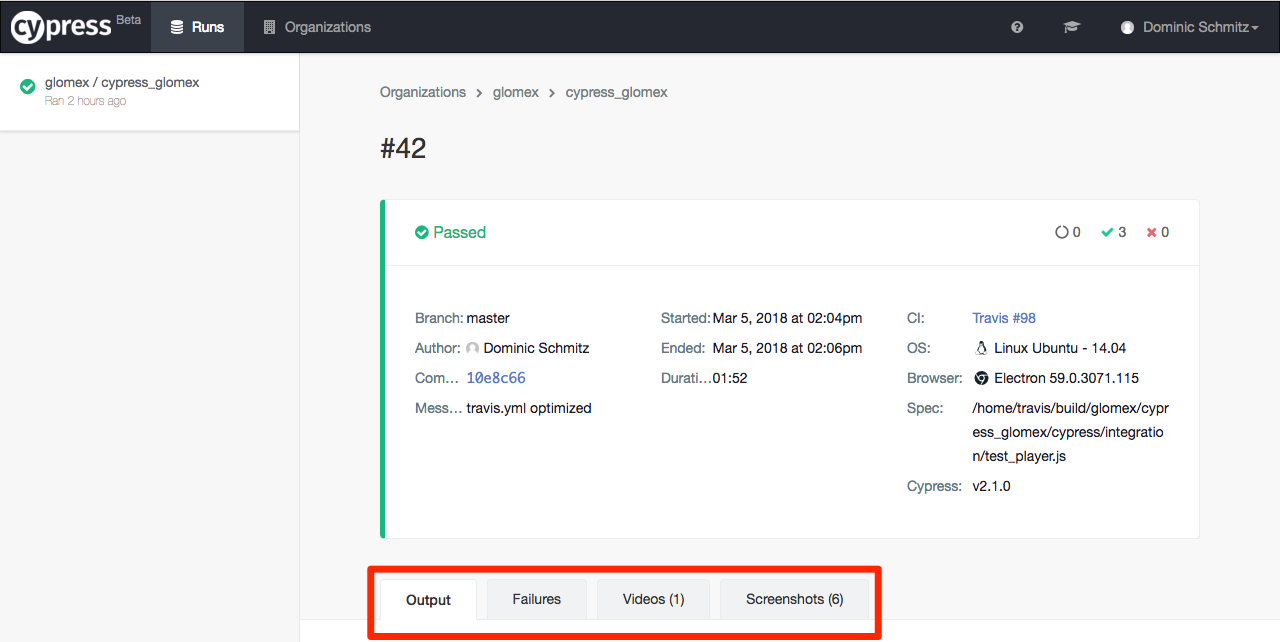 cypress Beta Runs Organizations Dominic Schmitz
glomex / cypress_glomex
Ran 2 hours ago
Organizations > glomex > cypress_glomex
#42
Passed 0 3 0
Branch: master
Author: Dominic Schmitz
Com... 10e8c66
Mess... travis.yml optimized
Started: Mar 5, 2018 at 02:04pm
Ended: Mar 5, 2018 at 02:06pm
Durati... 01:52
CI: Travis #98
OS: Linux Ubuntu - 14.04
Browser: Electron 59.0.3071.115
Spec: /home/travis/build/glomex/cypr
ess_glomex/cypress/integratio
n/test_player.js
Cypress: v2.1.0
Output Failures Videos (1) Screenshots (6)